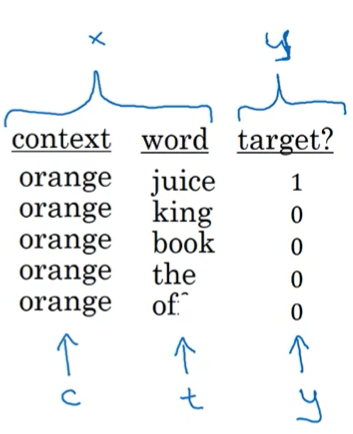 x y
context word target?
orange juice 1
orange king 0
orange book 0
orange the 0
orange of 0
c t y